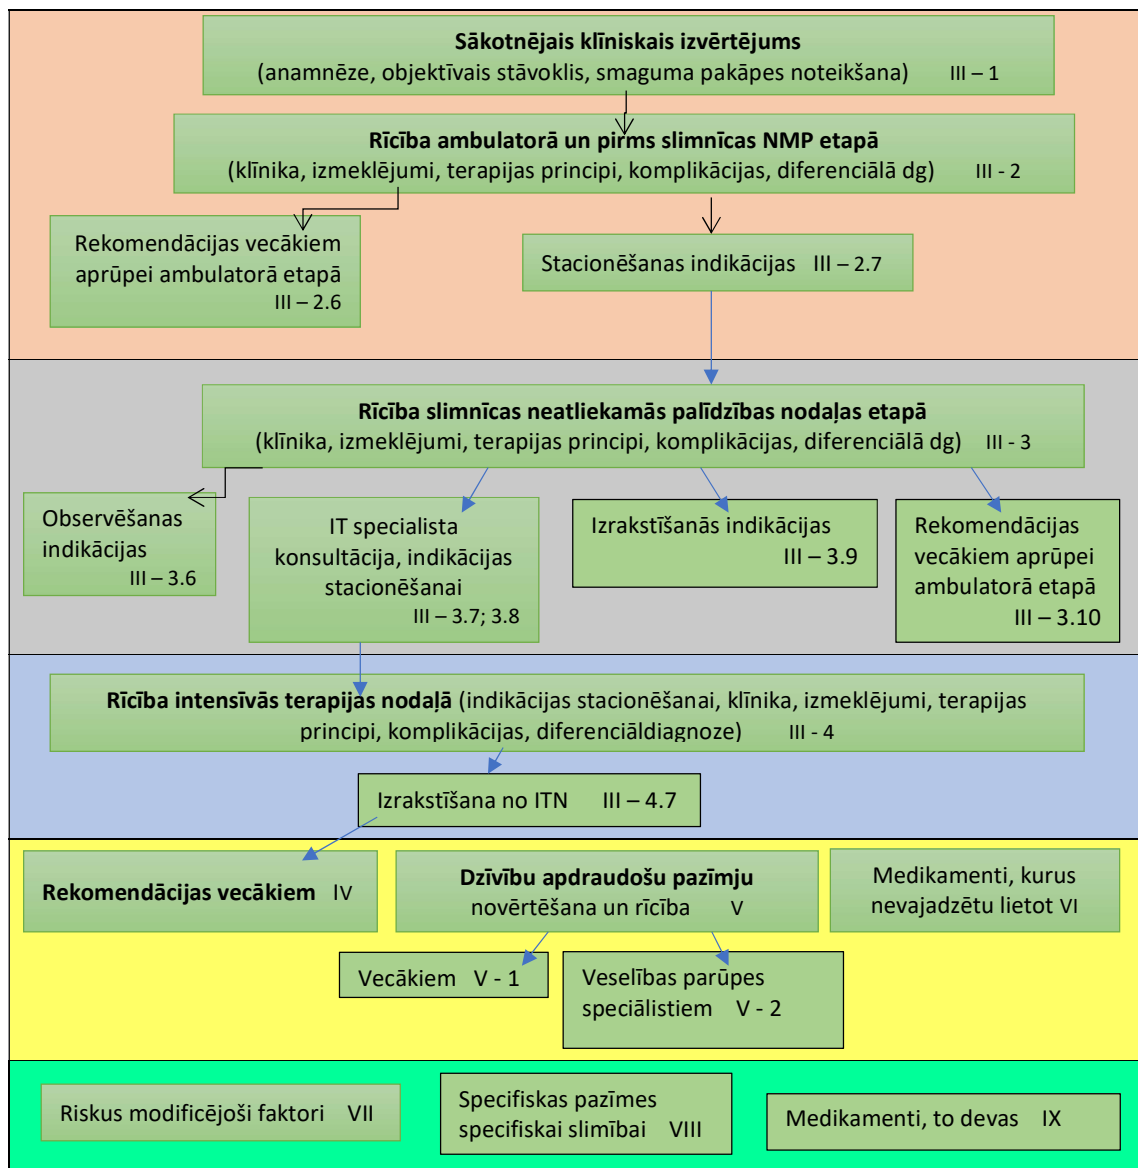 Sākotnējais klīniskais izvērtējums
(anamnēze, objektīvais stāvoklis, smaguma pakāpes noteikšana) III – 1
Rīcība ambulatorā un pirms slimnīcas NMP etapā
(klīnika, izmeklējumi, terapijas principi, komplikācijas, diferenciālā dg) III - 2
Rekomendācijas vecākiem
aprūpei ambulatorā etapā
III – 2.6
Stacionēšanas indikācijas III – 2.7
Rīcība slimnīcas neatliekamās palīdzības nodaļas etapā
(klīnika, izmeklējumi, terapijas principi, komplikācijas, diferenciālā dg) III - 3
Observēšanas
indikācijas
III – 3.6
IT specialista
konsultācija, indikācijas
stacionēšanai
III – 3.7; 3.8
Izrakstīšanās indikācijas
III – 3.9
Rekomendācijas
vecākiem aprūpei
ambulatorā etapā
III – 3.10
Rīcība intensīvās terapijas nodaļā (indikācijas stacionēšanai, klīnika, izmeklējumi, terapijas
principi, komplikācijas, diferenciāldiagnoze) III - 4
Izrakstīšana no ITN III – 4.7
Rekomendācijas vecākiem IV
Dzīvību apdraudošu pazīmju
novērtēšana un rīcība V
Medikamenti, kurus
nevajadzētu lietot VI
Vecākiem V - 1
Veselības parūpes
speciālistiem V - 2
Riskus modificējoši faktori VII
Specifiskas pazīmes
specifiskai slimībai VIII
Medikamenti, to devas IX